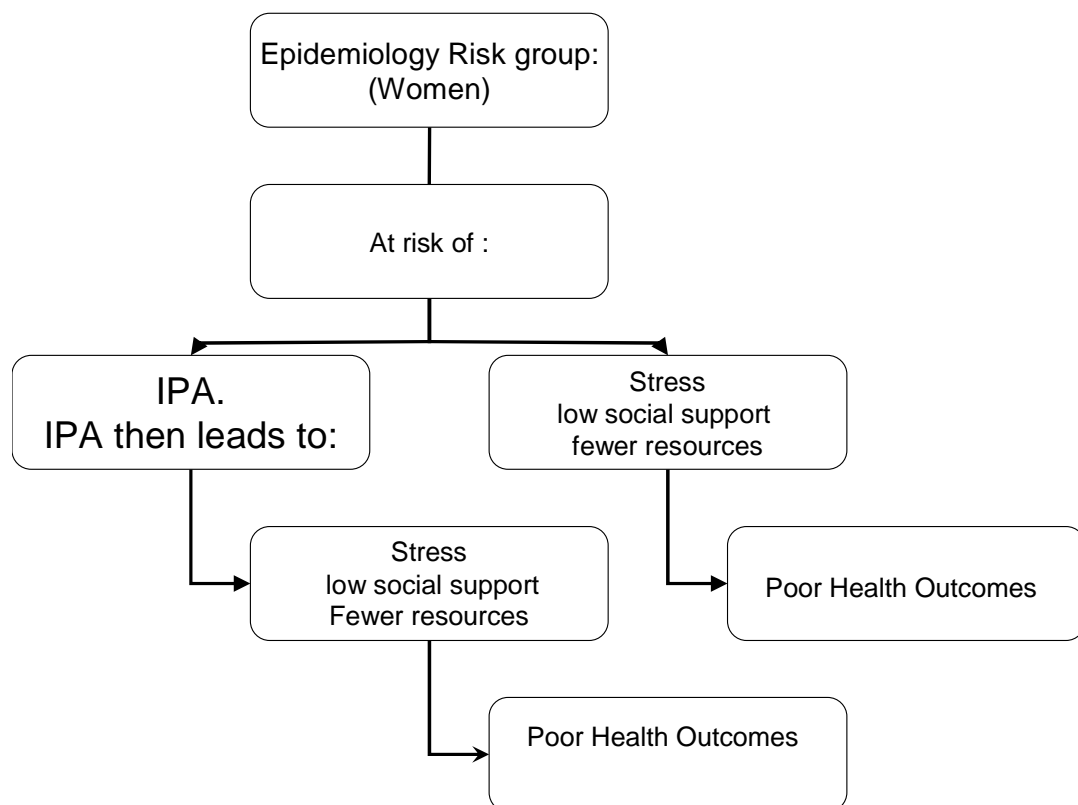 Epidemiology Risk group:
(Women)
At risk of :
IPA.
IPA then leads to:
Stress
low social support
fewer resources
Stress
low social support
Fewer resources
Poor Health Outcomes
Poor Health Outcomes